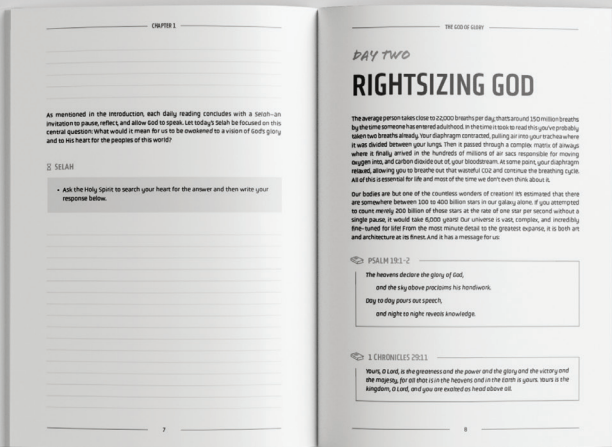 CHAPTER 1
As mentioned in the Introduction, each daily reading concludes with a Selah–an
invitation to pause, reflect, and allow God to speak. Let today's Selah be focused on this
central question: What would it mean for us to be awakened to a vision of God's glory
and to His heart for the peoples of this world?
SELAH
• Ask the Holy Spirit to search your heart for the answer and then write your
response below.
7
THE GOD OF GLORY
DAY TWO
RIGHTSIZING GOD
The average person takes close to 22,000 breaths per day; that's around 150 million breaths
by the time someone has entered adulthood. In the time it took to read this you've probably
taken two breaths already. Your diaphragm contracted, pulling air into your trachea where
it was divided between your lungs. Then it passed through a complex matrix of airways
where it finally arrived in the hundreds of millions of air sacs responsible for moving
oxygen into, and carbon dioxide out of, your bloodstream. At some point, your diaphragm
relaxed, allowing you to breathe out that wasteful CO2 and continue the breathing cycle.
All of this is essential for life and most of the time we don't even think about it.
Our bodies are but one of the countless wonders of creation! It's estimated that there
are somewhere between 100 to 400 billion stars in our galaxy alone. If you attempted
to count merely 200 billion of those stars at the rate of one star per second without a
single pause, it would take 6,000 years! Our universe is vast, complex, and incredibly
fine-tuned for life! From the most minute detail to the greatest expanse, it is both art
and architecture at its finest. And it has a message for us:
PSALM 19:1-2
The heavens declare the glory of God,
and the sky above proclaims his handiwork.
Day to day pours out speech,
and night to night reveals knowledge.
1 CHRONICLES 29:11
Yours, O Lord, is the greatness and the power and the glory and the victory and
the majesty, for all that is in the heavens and in the Earth is yours. Yours is the
kingdom, O Lord, and you are exalted as head above all.
8